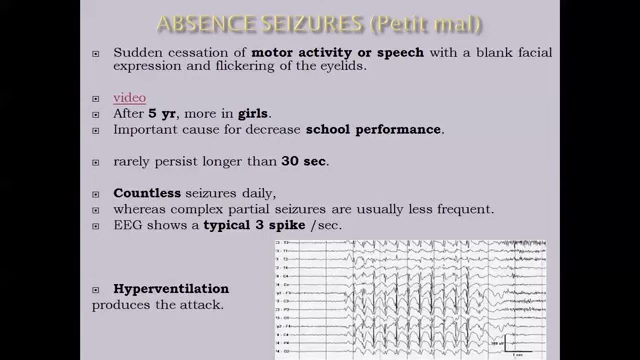 ABSENCE SEIZURES (Petit mal)
Sudden cessation of motor activity or speech with a blank facial
expression and flickering of the eyelids.
video
After 5 yr, more in girls.
Important cause for decrease school performance.
rarely persist longer than 30 sec.
Countless seizures daily,
whereas complex partial seizures are usually less frequent.
EEG shows a typical 3 spike /sec.
Hyperventilation
produces the attack.